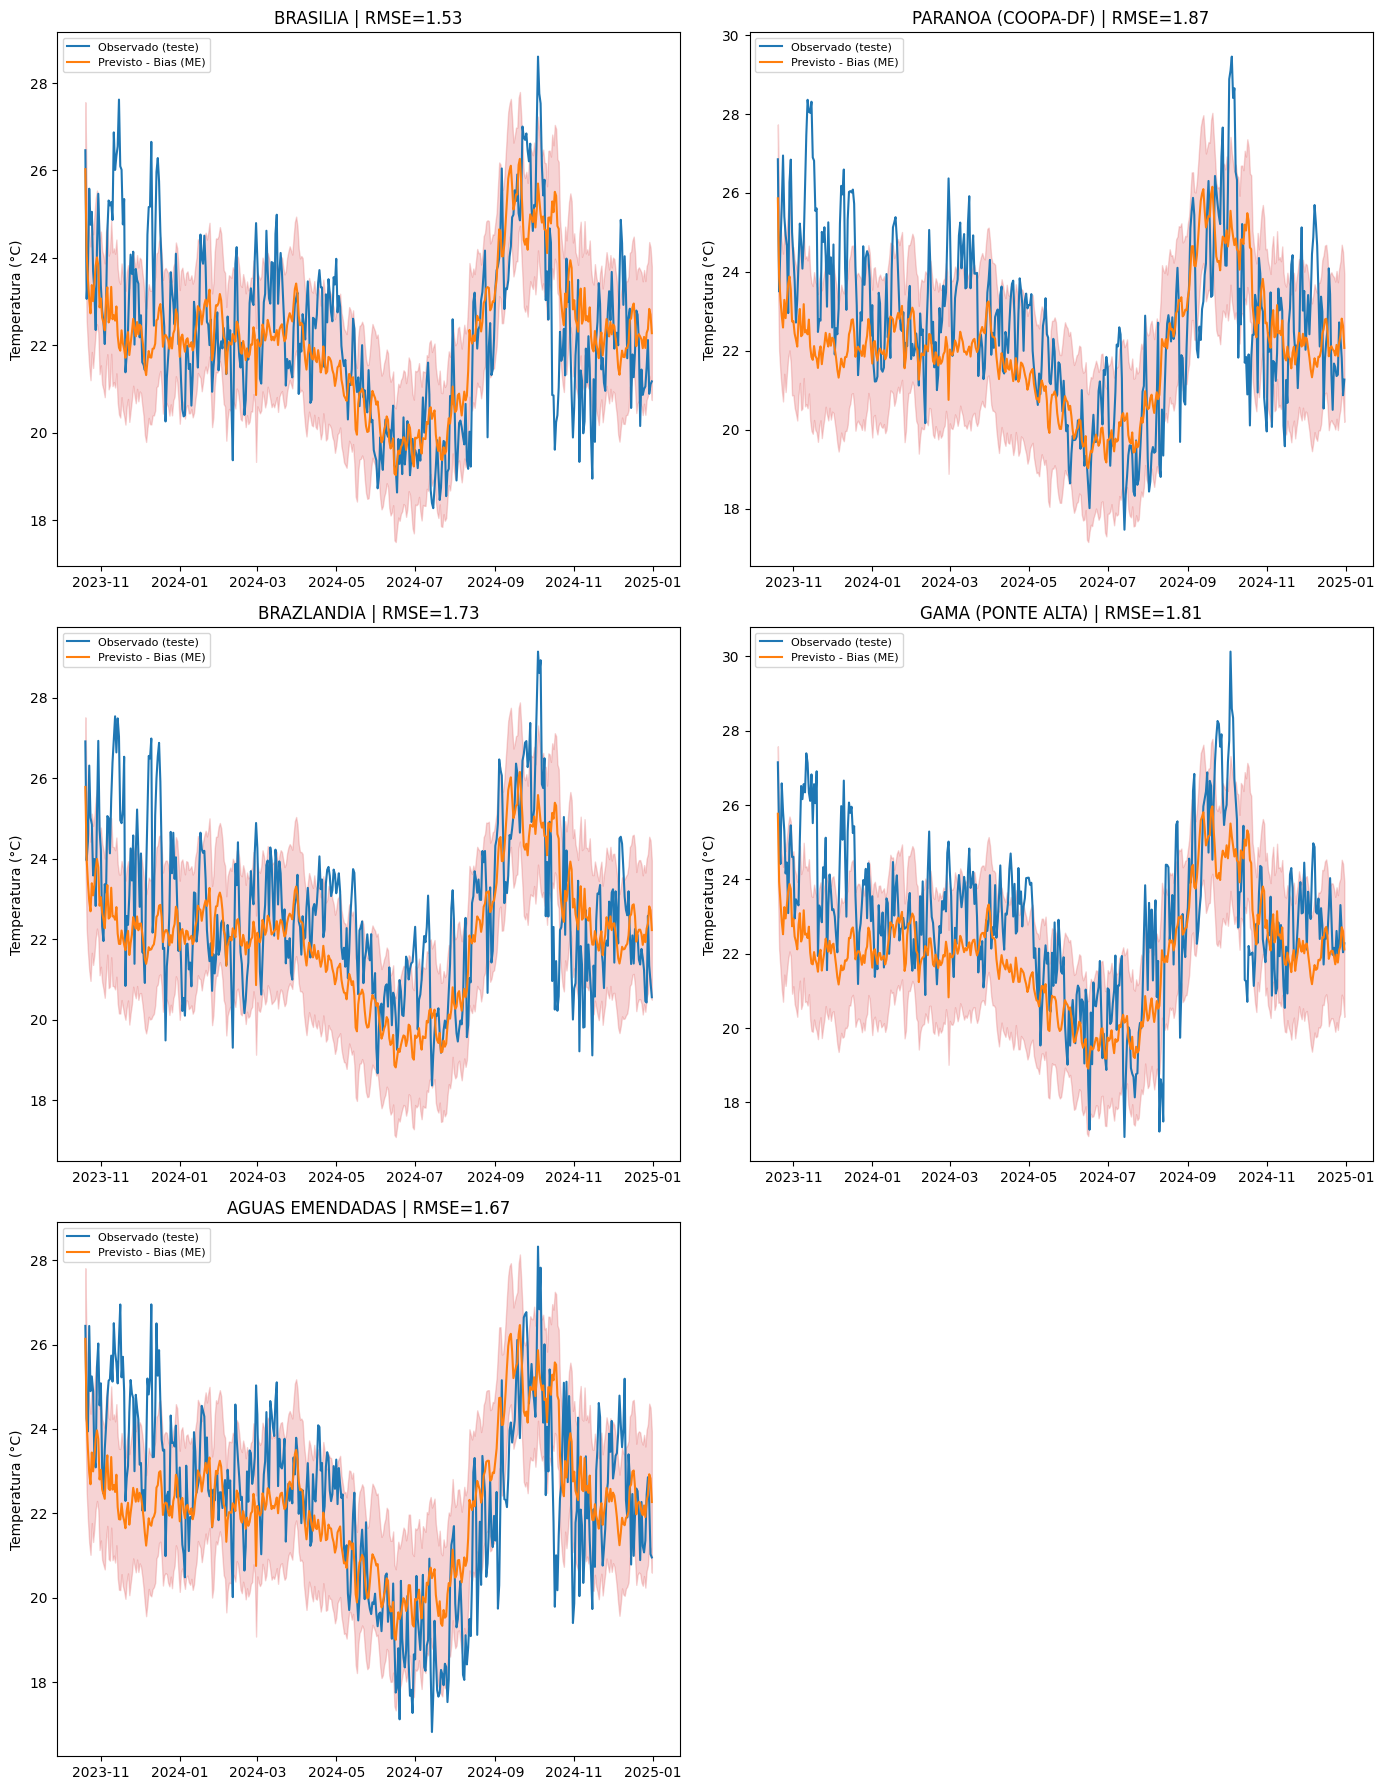 BRASILIA | RMSE=1.53
Observado (teste)
Previsto - Bias (ME)
Temperatura (°C)
28
26
24
22
20
18
2023-11 2024-01 2024-03 2024-05 2024-07 2024-09 2024-11 2025-01
PARANOA (COOPA-DF) | RMSE=1.87
Observado (teste)
Previsto - Bias (ME)
Temperatura (°C)
30
28
26
24
22
20
18
2023-11 2024-01 2024-03 2024-05 2024-07 2024-09 2024-11 2025-01
BRAZLANDIA | RMSE=1.73
Observado (teste)
Previsto - Bias (ME)
Temperatura (°C)
28
26
24
22
20
18
2023-11 2024-01 2024-03 2024-05 2024-07 2024-09 2024-11 2025-01
GAMA (PONTE ALTA) | RMSE=1.81
Observado (teste)
Previsto - Bias (ME)
Temperatura (°C)
30
28
26
24
22
20
18
2023-11 2024-01 2024-03 2024-05 2024-07 2024-09 2024-11 2025-01
AGUAS EMENDADAS | RMSE=1.67
Observado (teste)
Previsto - Bias (ME)
Temperatura (°C)
28
26
24
22
20
18
2023-11 2024-01 2024-03 2024-05 2024-07 2024-09 2024-11 2025-01